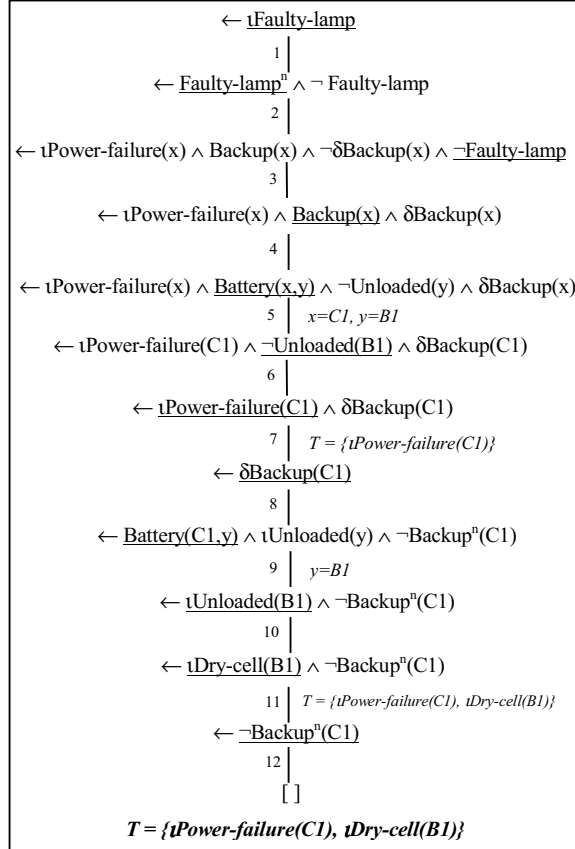 ← ιFaulty-lamp
1
← Faulty-lampⁿ ∧ ¬ Faulty-lamp
2
← ιPower-failure(x) ∧ Backup(x) ∧ ¬δBackup(x) ∧ ¬Faulty-lamp
3
← ιPower-failure(x) ∧ Backup(x) ∧ δBackup(x)
4
← ιPower-failure(x) ∧ Battery(x,y) ∧ ¬Unloaded(y) ∧ δBackup(x)
5 x=C1, y=B1
← ιPower-failure(C1) ∧ ¬Unloaded(B1) ∧ δBackup(C1)
6
← ιPower-failure(C1) ∧ δBackup(C1)
7 T = {ιPower-failure(C1)}
← δBackup(C1)
8
← Battery(C1,y) ∧ ιUnloaded(y) ∧ ¬Backupⁿ(C1)
9 y=B1
← ιUnloaded(B1) ∧ ¬Backupⁿ(C1)
10
← ιDry-cell(B1) ∧ ¬Backupⁿ(C1)
11 T = {ιPower-failure(C1), ιDry-cell(B1)}
← ¬Backupⁿ(C1)
12
[ ]
T = {ιPower-failure(C1), ιDry-cell(B1)}